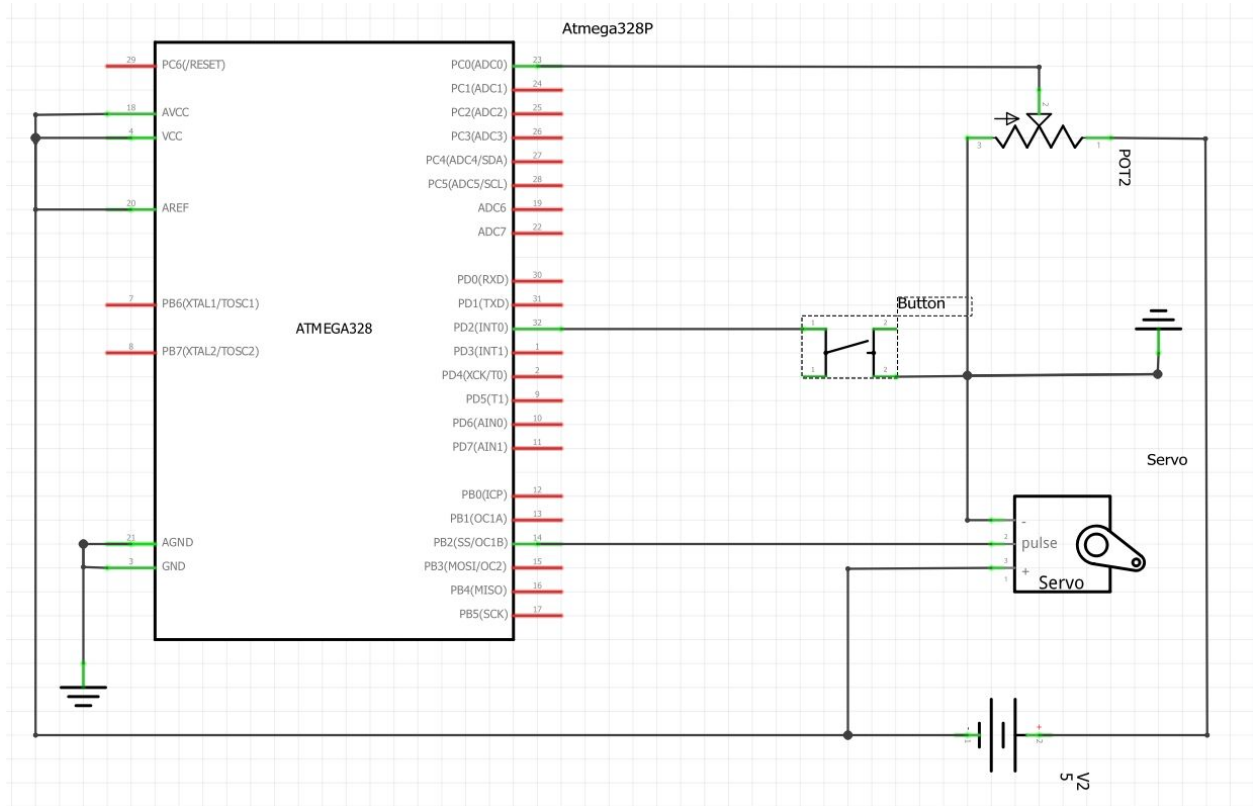 Atmega328P
29 PC6(/RESET)
18 AVCC
4 VCC
20 AREF
7 PB6(XTAL1/TOSC1)
8 PB7(XTAL2/TOSC2)
21 AGND
3 GND
ATMEGA328
PC0(ADC0) 23
PC1(ADC1) 24
PC2(ADC2) 25
PC3(ADC3) 26
PC4(ADC4/SDA) 27
PC5(ADC5/SCL) 28
ADC6 19
ADC7 22
PD0(RXD) 30
PD1(TXD) 31
PD2(INT0) 32
PD3(INT1) 1
PD4(XCK/T0) 2
PD5(T1) 9
PD6(AIN0) 10
PD7(AIN1) 11
PB0(ICP) 12
PB1(OC1A) 13
PB2(SS/OC1B) 14
PB3(MOSI/OC2) 15
PB4(MISO) 16
PB5(SCK) 17
2
3
1
POT2
Button
1 2
1 2
Servo
-
2 pulse
3 +
1
Servo
- +
1 2
V2
5